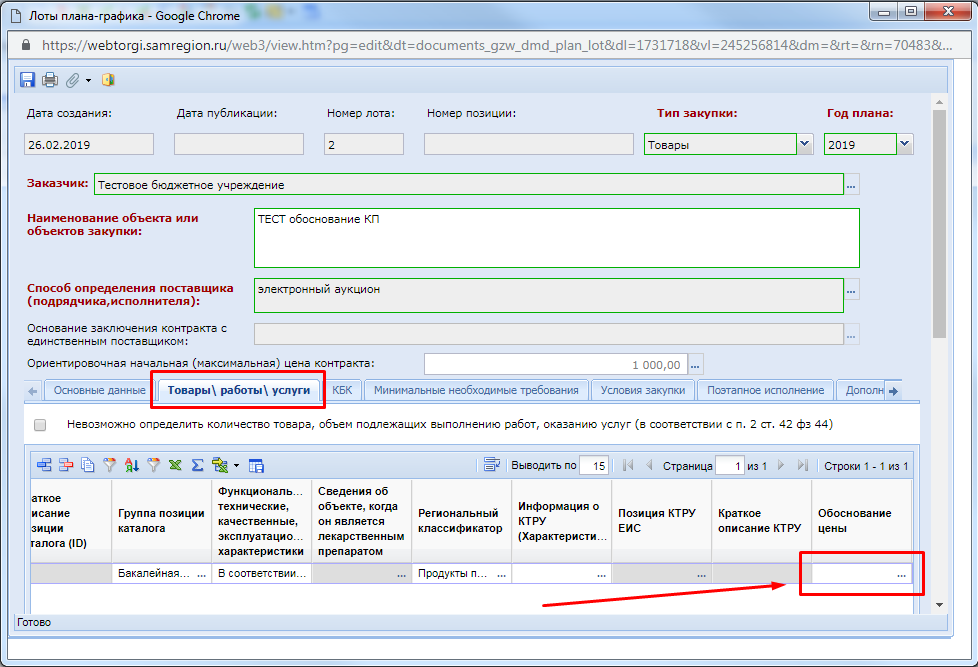 Лоты плана-графика - Google Chrome
https://webtorgi.samregion.ru/web3/view.htm?pg=edit&dt=documents_gzw_dmd_plan_lot&dl=1731718&vl=245256814&dm=&rt=&rn=70483&...
Дата создания: Дата публикации: Номер лота: Номер позиции: Тип закупки: Год плана:
26.02.2019 2 Товары 2019
Заказчик: Тестовое бюджетное учреждение ...
Наименование объекта или
объектов закупки:
ТЕСТ обоснование КП
Способ определения поставщика
(подрядчика,исполнителя):
электронный аукцион ...
Основание заключения контракта с
единственным поставщиком:
...
Ориентировочная начальная (максимальная) цена контракта: 1 000,00 ...
Основные данные Товары\ работы\ услуги КБК Минимальные необходимые требования Условия закупки Поэтапное исполнение Дополн
Невозможно определить количество товара, объем подлежащих выполнению работ, оказанию услуг (в соответствии с п. 2 ст. 42 фз 44)
Выводить по 15 Страница 1 из 1 Строки 1 - 1 из 1
аткое
исание
озиции
талога (ID)
Группа позиции
каталога
Функциональ...
технические,
качественные,
эксплуатацио...
характеристики
Сведения об
объекте, когда
он является
лекарственным
препаратом
Региональный
классификатор
Информация о
КТРУ
(Характеристи...
Позиция КТРУ
ЕИС
Краткое
описание КТРУ
Обоснование
цены
Бакалейная... ... В соответствии... ... Продукты п... ... ... ... ...
Готово